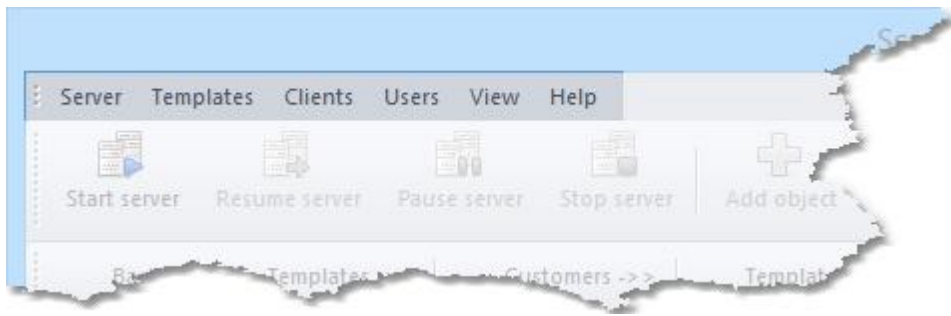 Server Templates Clients Users View Help
Start server Resume server Pause server Stop server Add object
Templates Customers ->>